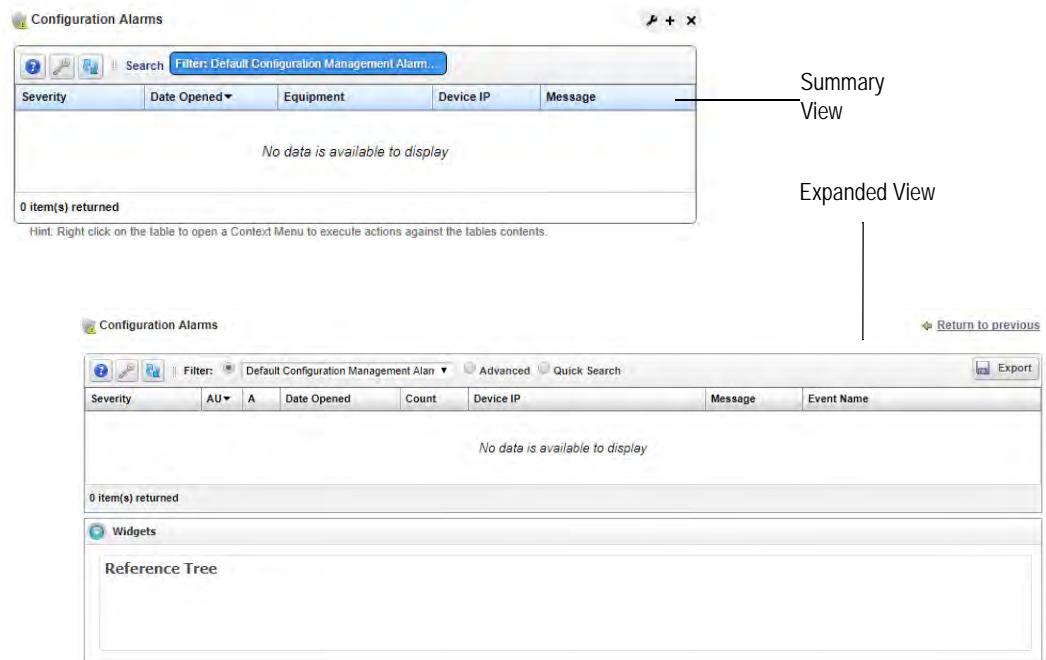 Configuration Alarms
Search Filter: Default Configuration Management Alarm...
Severity Date Opened Equipment Device IP Message
No data is available to display
0 item(s) returned
Hint: Right click on the table to open a Context Menu to execute actions against the tables contents.
Summary
View
Expanded View
Configuration Alarms Return to previous
Filter: Default Configuration Management Alan Advanced Quick Search Export
Severity AU A Date Opened Count Device IP Message Event Name
No data is available to display
0 item(s) returned
Widgets
Reference Tree